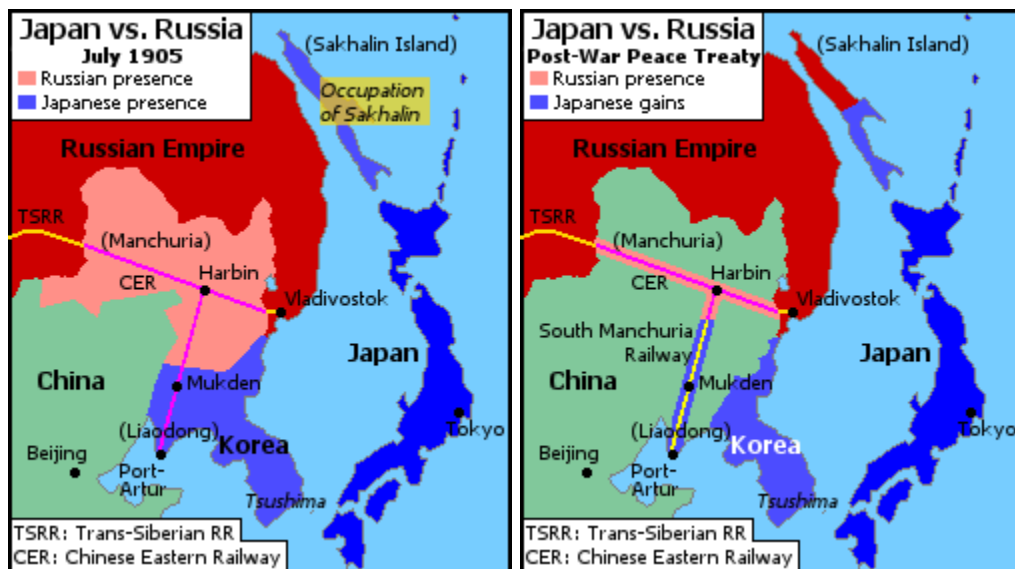 Japan vs. Russia
July 1905
Russian presence
Japanese presence
(Sakhalin Island)
Occupation
of Sakhalin
Russian Empire
TSRR
(Manchuria)
CER
Harbin
Vladivostok
Japan
China
Mukden
(Liaodong)
Korea
Tokyo
Beijing
Port-
Artur
Tsushima
TSRR: Trans-Siberian RR
CER: Chinese Eastern Railway
Japan vs. Russia
Post-War Peace Treaty
Russian presence
Japanese gains
(Sakhalin Island)
Russian Empire
TSRR
(Manchuria)
CER
Harbin
Vladivostok
South Manchuria
Railway
Japan
China
Mukden
(Liaodong)
Korea
Tokyo
Beijing
Port-
Artur
Tsushima
TSRR: Trans-Siberian RR
CER: Chinese Eastern Railway